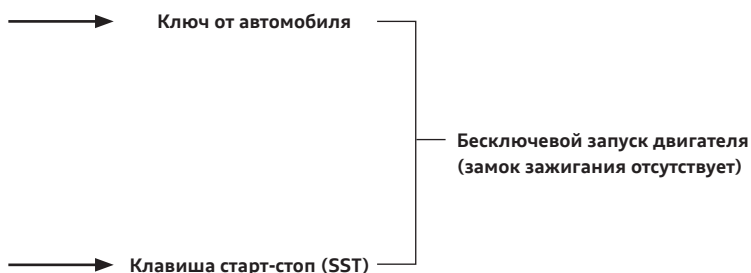 Ключ от автомобиля
Бесключевой запуск двигателя
(замок зажигания отсутствует)
Клавиша старт-стоп (SST)